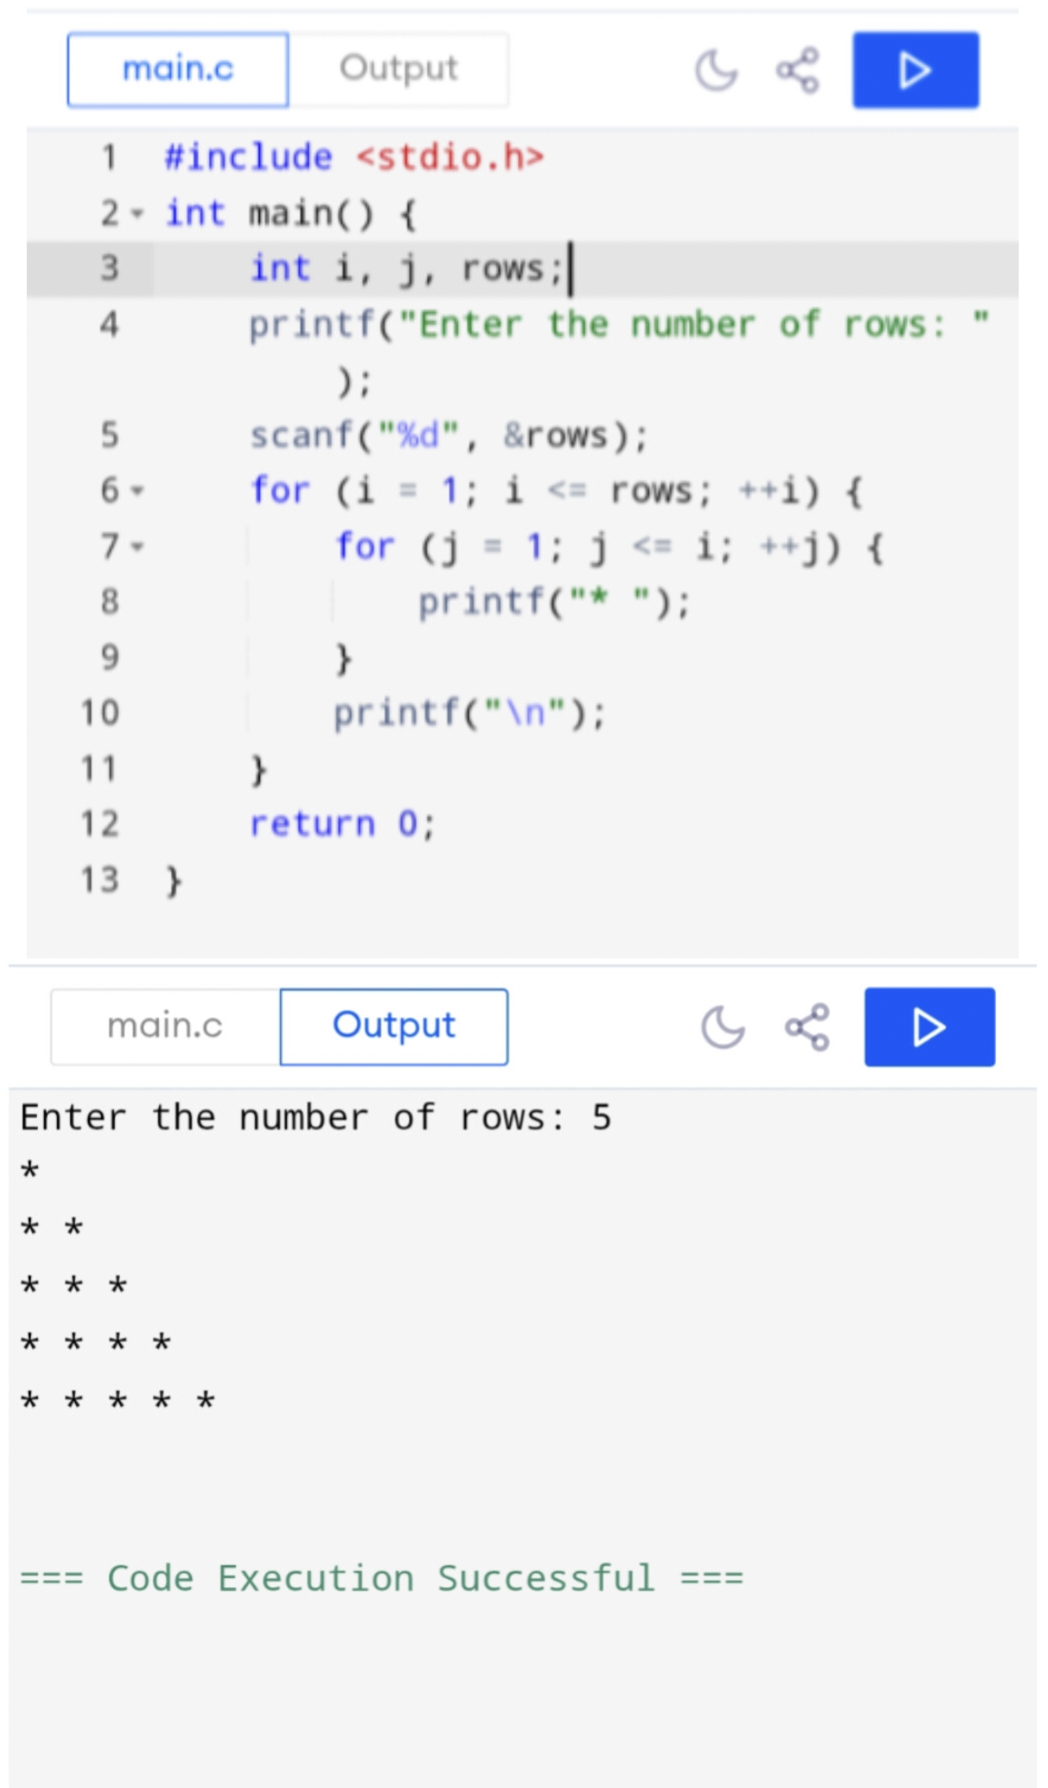 main.c Output
1 #include <stdio.h>
2 int main() {
3     int i, j, rows;
4     printf("Enter the number of rows: "
        );
5     scanf("%d", &rows);
6     for (i = 1; i <= rows; ++i) {
7         for (j = 1; j <= i; ++j) {
8             printf("* ");
9         }
10         printf("\n");
11     }
12     return 0;
13 }
main.c Output
Enter the number of rows: 5
*
* *
* * *
* * * *
* * * * *
=== Code Execution Successful ===